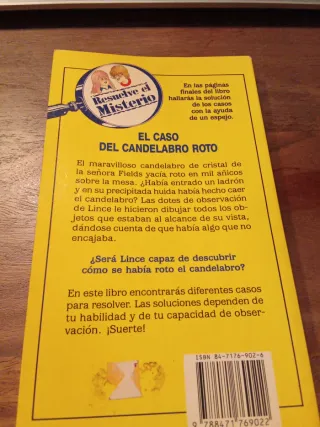 Resuelve el
Misterio
En las páginas
finales del libro
hallarás la solución
de los casos
con la ayuda
de un espejo.
EL CASO
DEL CANDELABRO ROTO
El maravilloso candelabro de cristal de
la señora Fields yacía roto en mil añicos
sobre la mesa. ¿Había entrado un ladrón
y en su precipitada huida había hecho caer
el candelabro? Las dotes de observación
de Lince le hicieron dibujar todos los ob-
jetos que estaban al alcance de su vista,
dándose cuenta de que había algo que no
encajaba.
¿Será Lince capaz de descubrir
cómo se había roto el candelabro?
En este libro encontrarás diferentes casos
para resolver. Las soluciones dependen de
tu habilidad y de tu capacidad de obser-
vación. ¡Suerte!
ISBN 84-7176-902-6
9 788471 769022